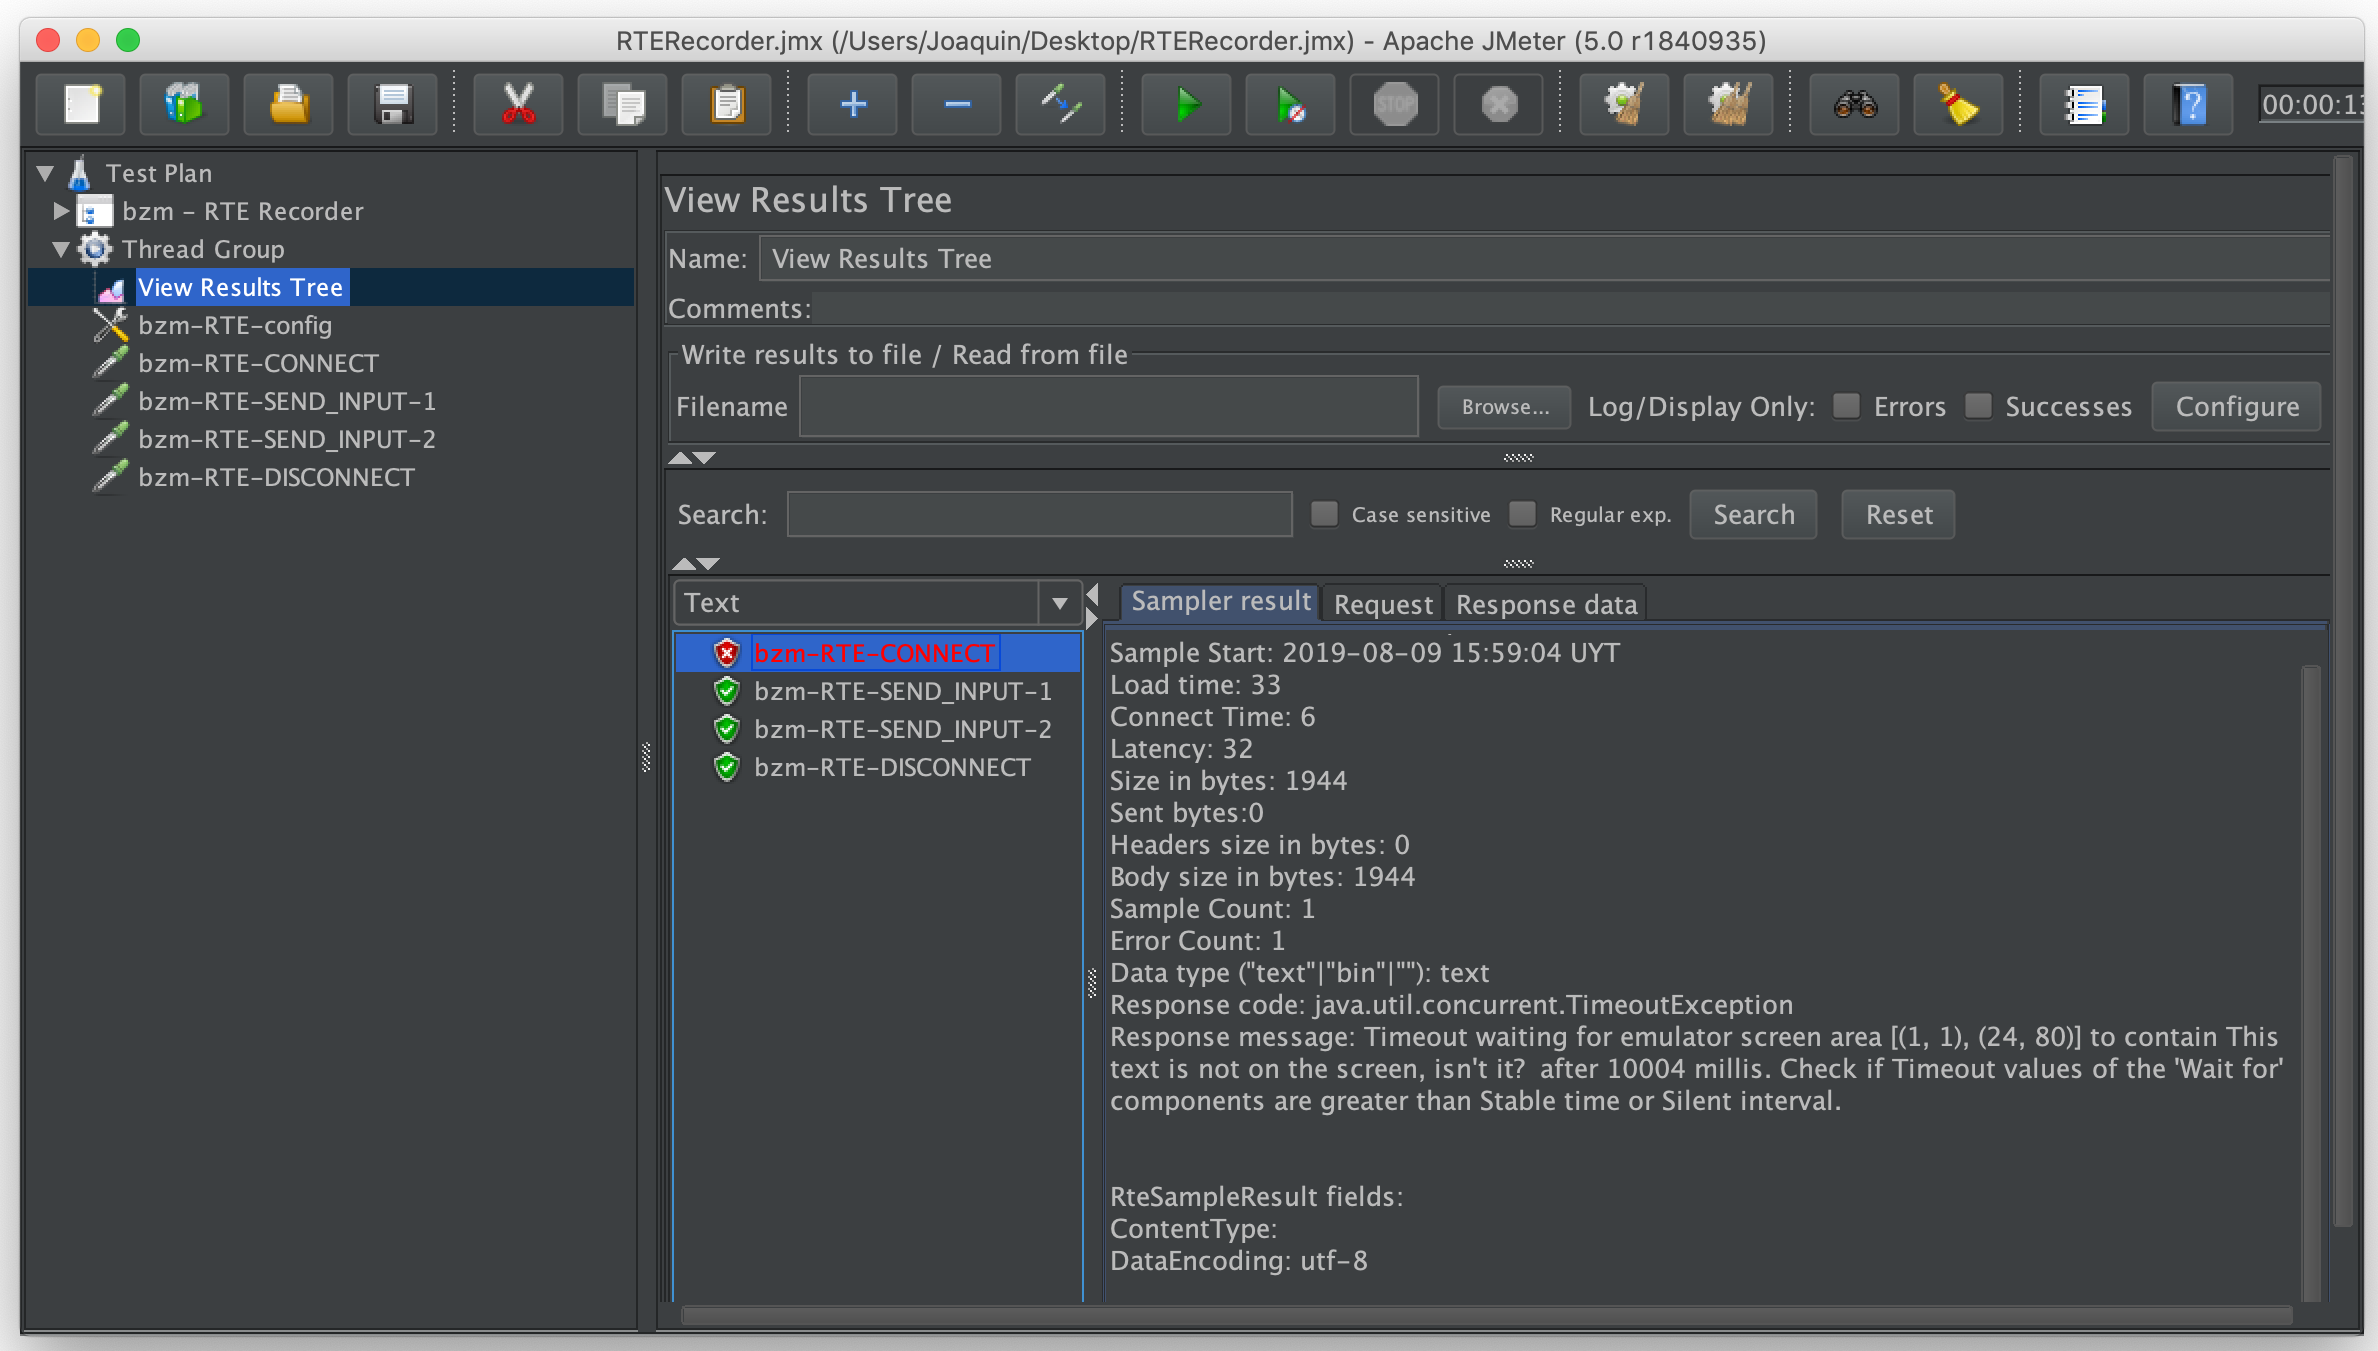 RTERecorder.jmx (/Users/Joaquin/Desktop/RTERecorder.jmx) - Apache JMeter (5.0 r1840935)
STOP
?
00:00:13
Test Plan
bzm - RTE Recorder
Thread Group
View Results Tree
bzm-RTE-config
bzm-RTE-CONNECT
bzm-RTE-SEND_INPUT-1
bzm-RTE-SEND_INPUT-2
bzm-RTE-DISCONNECT
View Results Tree
Name: View Results Tree
Comments:
Write results to file / Read from file
Filename Browse... Log/Display Only: Errors Successes Configure
Search: Case sensitive Regular exp. Search Reset
Text
bzm-RTE-CONNECT
bzm-RTE-SEND_INPUT-1
bzm-RTE-SEND_INPUT-2
bzm-RTE-DISCONNECT
Sampler result Request Response data
Sample Start: 2019-08-09 15:59:04 UYT
Load time: 33
Connect Time: 6
Latency: 32
Size in bytes: 1944
Sent bytes:0
Headers size in bytes: 0
Body size in bytes: 1944
Sample Count: 1
Error Count: 1
Data type ("text"|"bin"|""): text
Response code: java.util.concurrent.TimeoutException
Response message: Timeout waiting for emulator screen area [(1, 1), (24, 80)] to contain This
text is not on the screen, isn't it?  after 10004 millis. Check if Timeout values of the 'Wait for'
components are greater than Stable time or Silent interval.
RteSampleResult fields:
ContentType:
DataEncoding: utf-8